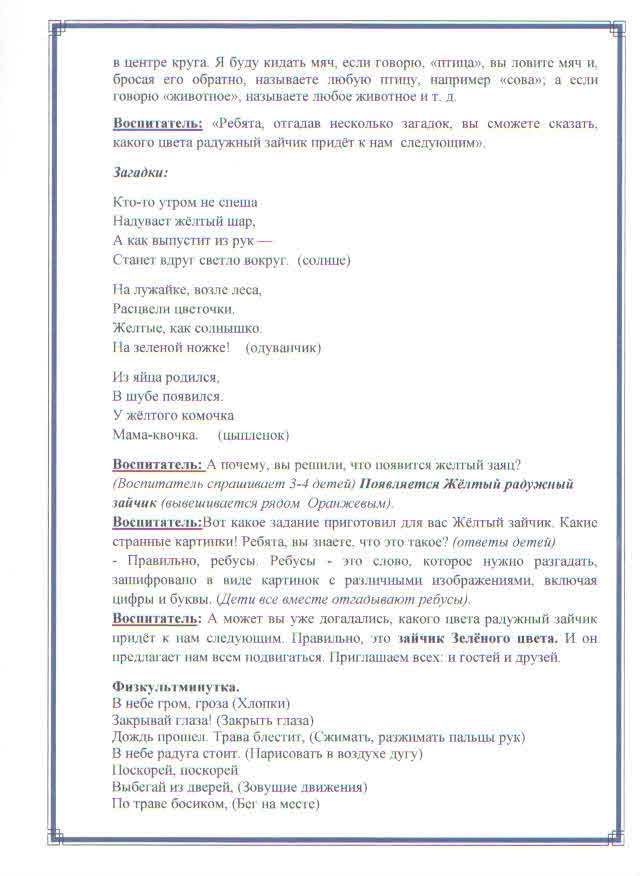 в центре круга. Я буду кидать мяч, если говорю, «птица», вы ловите мяч и,
бросая его обратно, называете любую птицу, например «сова»; а если
говорю «животное», называете любое животное и т. д.
Воспитатель: «Ребята, отгадав несколько загадок, вы сможете сказать,
какого цвета радужный зайчик придёт к нам следующим».
Загадки:
Кто-то утром не спеша
Надувает жёлтый шар,
А как выпустит из рук —
Станет вдруг светло вокруг. (солнце)
На лужайке, возле леса,
Расцвели цветочки.
Желтые, как солнышко.
На зеленой ножке! (одуванчик)
Из яйца родился,
В шубе появился.
У жёлтого комочка
Мама-квочка. (цыпленок)
Воспитатель: А почему, вы решили, что появится желтый заяц?
(Воспитатель спрашивает 3-4 детей) Появляется Жёлтый радужный
зайчик (вывешивается рядом Оранжевым).
Воспитатель:Вот какое задание приготовил для вас Жёлтый зайчик. Какие
странные картинки! Ребята, вы знаете, что это такое? (ответы детей)
- Правильно, ребусы. Ребусы - это слово, которое нужно разгадать,
зашифровано в виде картинок с различными изображениями, включая
цифры и буквы. (Дети все вместе отгадывают ребусы).
Воспитатель: А может вы уже догадались, какого цвета радужный зайчик
придёт к нам следующим. Правильно, это зайчик Зелёного цвета. И он
предлагает нам всем подвигаться. Приглашаем всех: и гостей и друзей.
Физкультминутка.
В небе гром, гроза (Хлопки)
Закрывай глаза! (Закрыть глаза)
Дождь прошел. Трава блестит, (Сжимать, разжимать пальцы рук)
В небе радуга стоит. (Нарисовать в воздухе дугу)
Поскорей, поскорей
Выбегай из дверей, (Зовущие движения)
По траве босиком, (Бег на месте)